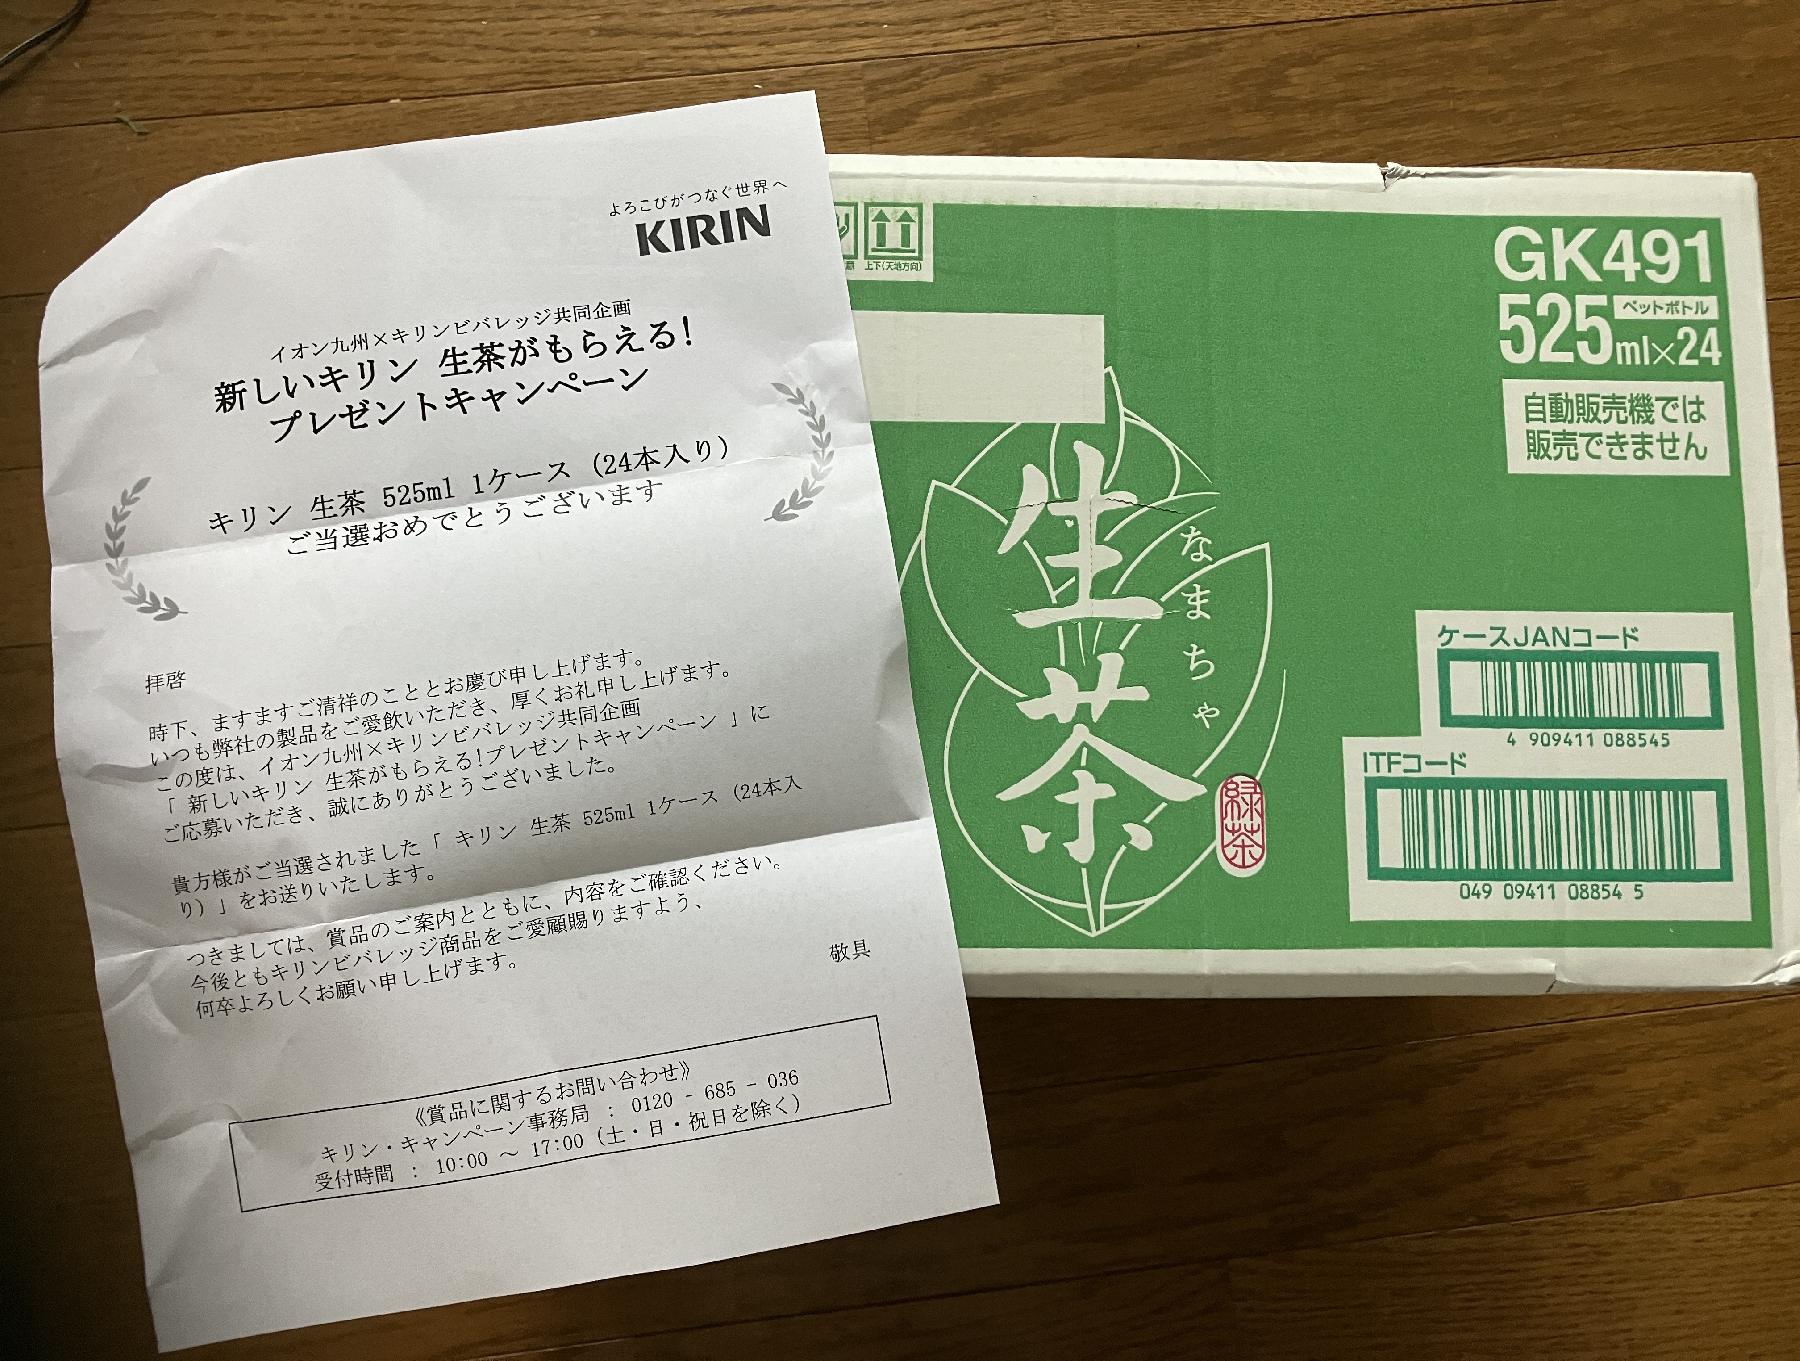 よろこびがつなぐ世界へ
KIRIN
イオン九州×キリンビバレッジ共同企画
新しいキリン 生茶がもらえる!
プレゼントキャンペーン
キリン 生茶 525ml 1ケース (24本入り)
ご当選おめでとうございます
拝啓
時下、ますますご清祥のこととお慶び申し上げます。
いつも弊社の製品をご愛飲いただき、厚くお礼申し上げます。
この度は、イオン九州×キリンビバレッジ共同企画
「 新しいキリン 生茶がもらえる!プレゼントキャンペーン 」に
ご応募いただき、誠にありがとうございました。
貴方様がご当選されました「 キリン 生茶 525ml 1ケース (24本入
り) 」をお送りいたします。
つきましては、賞品のご案内とともに、内容をご確認ください。
今後ともキリンビバレッジ商品をご愛顧賜りますよう、
何卒よろしくお願い申し上げます。
敬具
《賞品に関するお問い合わせ》
キリン・キャンペーン事務局 : 0120 - 685 - 036
受付時間 : 10:00 ～ 17:00 (土・日・祝日を除く)
上下(天地方向)
GK491
525ml×24
ペットボトル
自動販売機では
販売できません
生茶
なまちゃ
緑茶
ケースJANコード
4 909411 088545
ITFコード
049 09411 08854 5